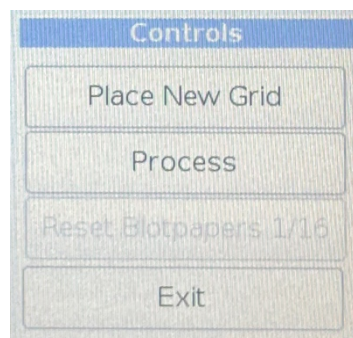 Controls
Place New Grid
Process
Reset Blotpapers 1/16
Exit